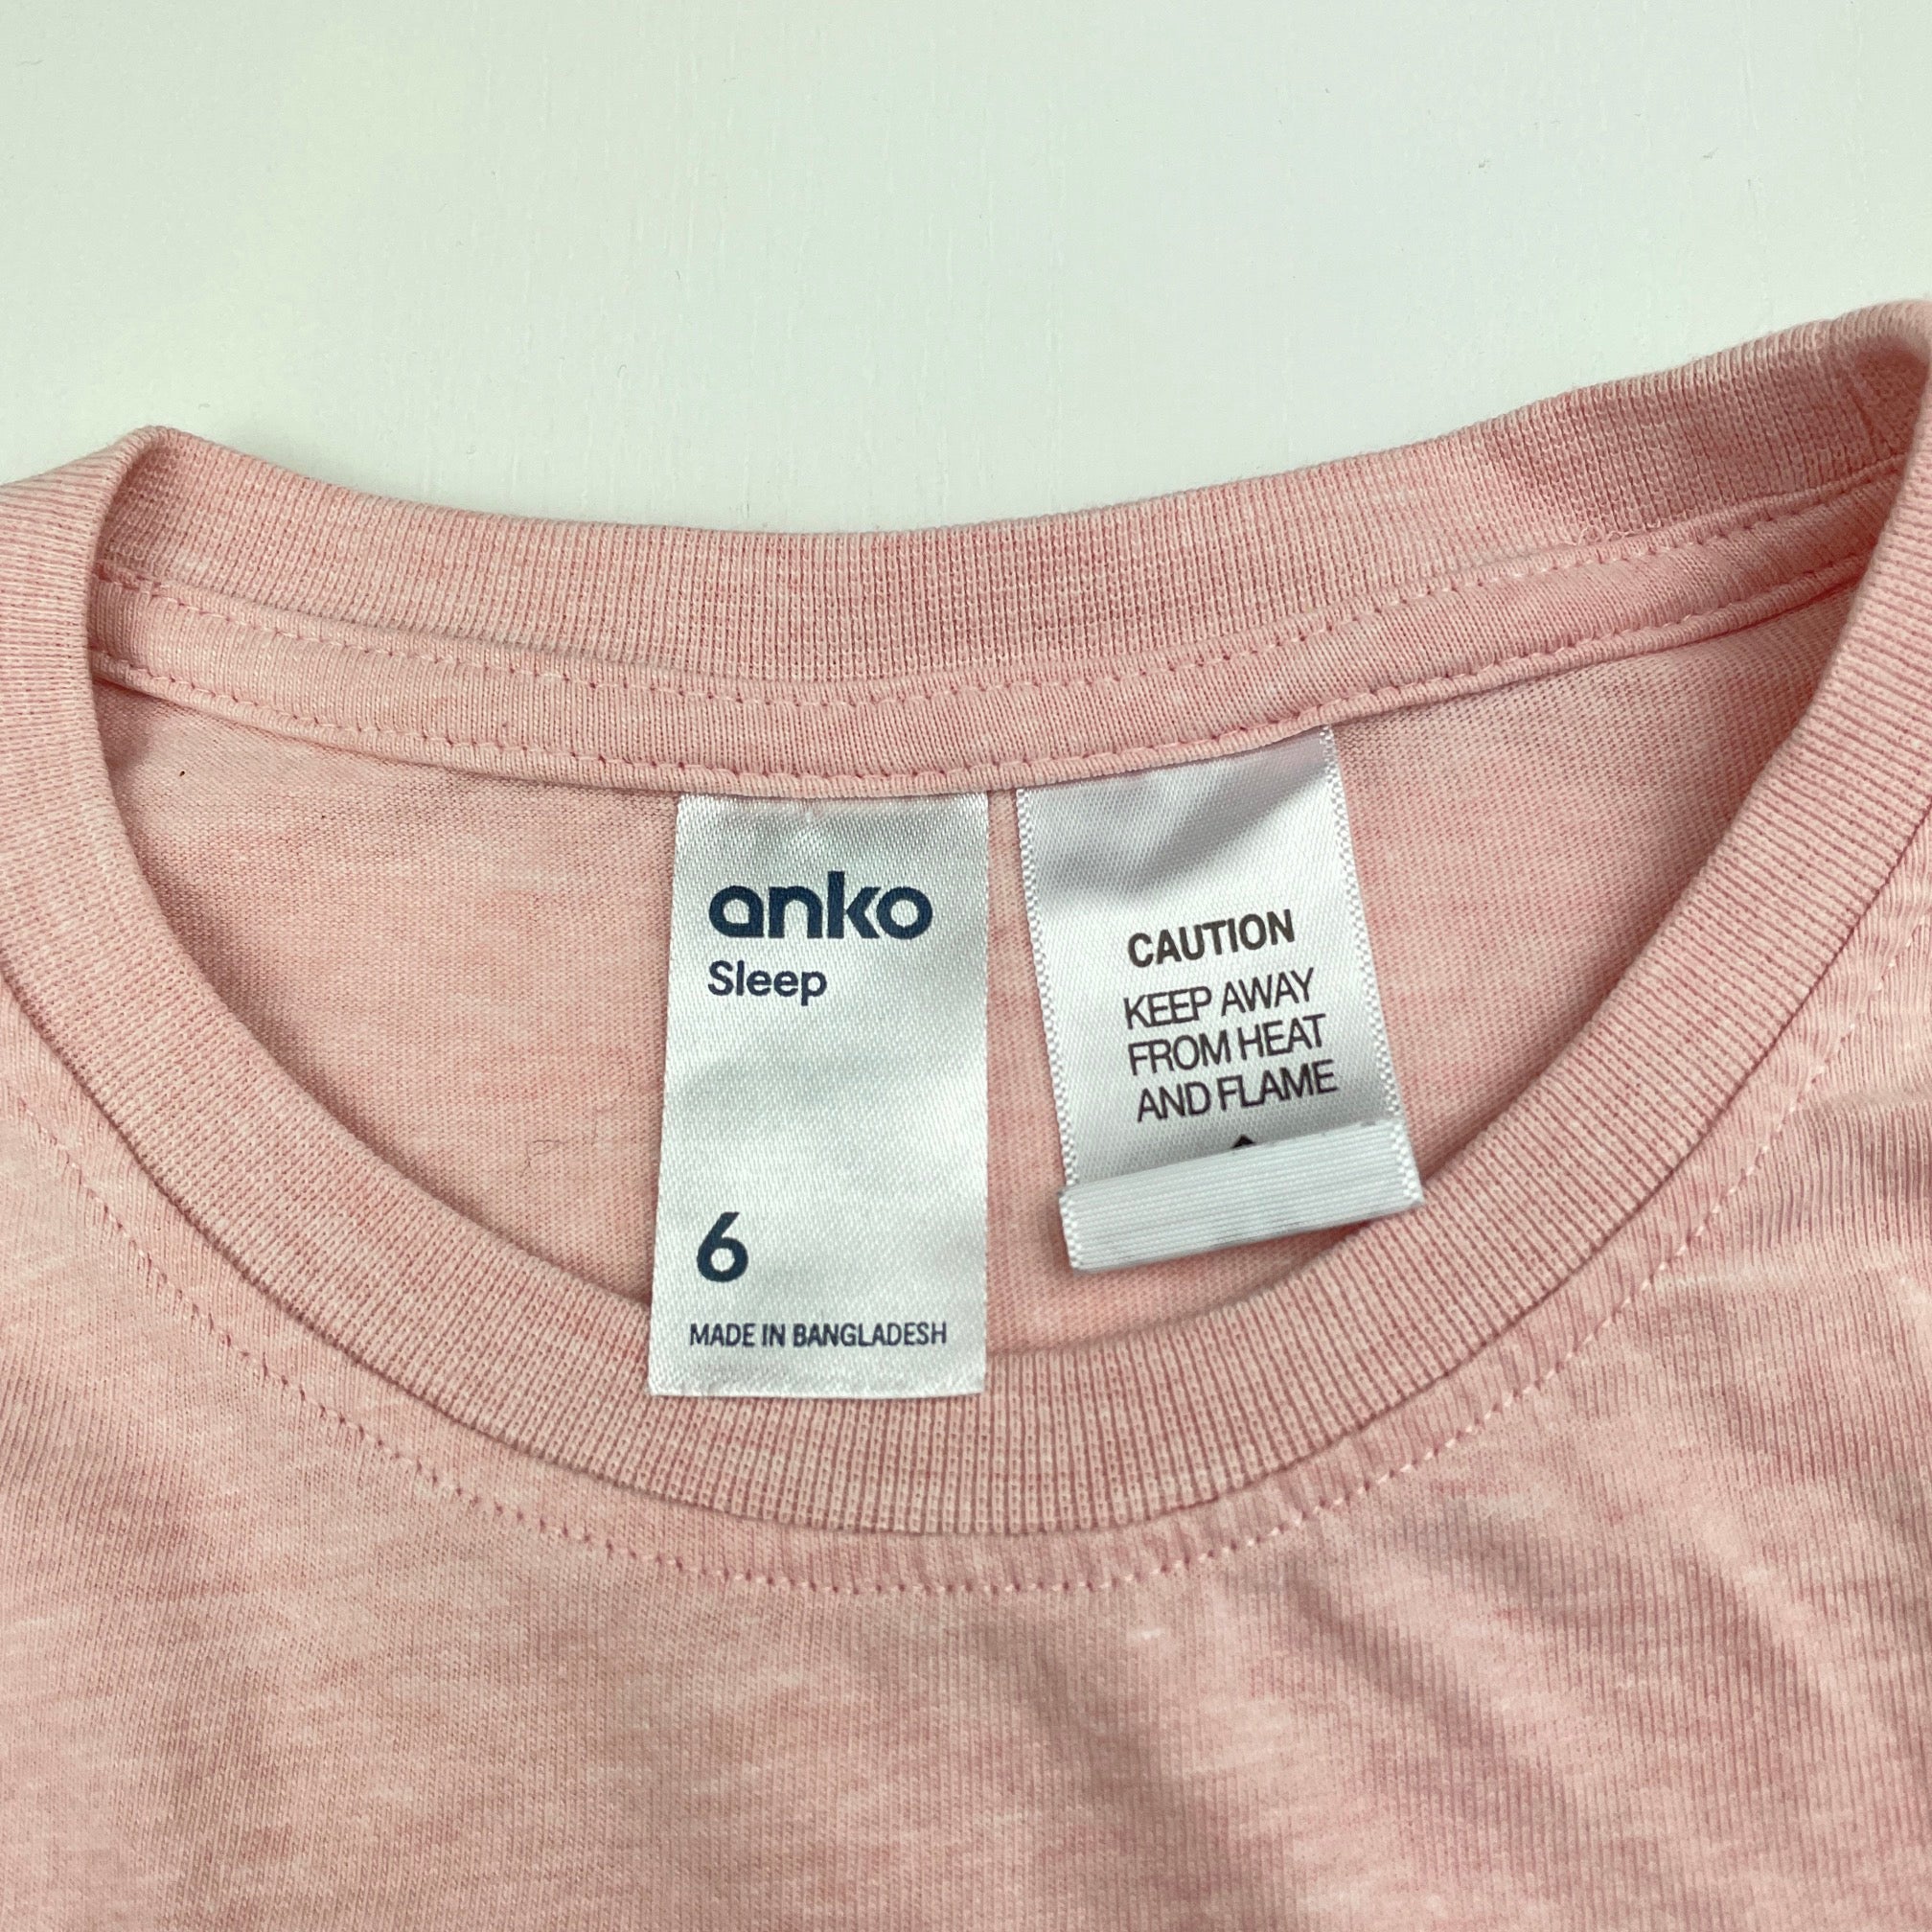 anko
Sleep
6
MADE IN BANGLADESH
CAUTION
KEEP AWAY
FROM HEAT
AND FLAME